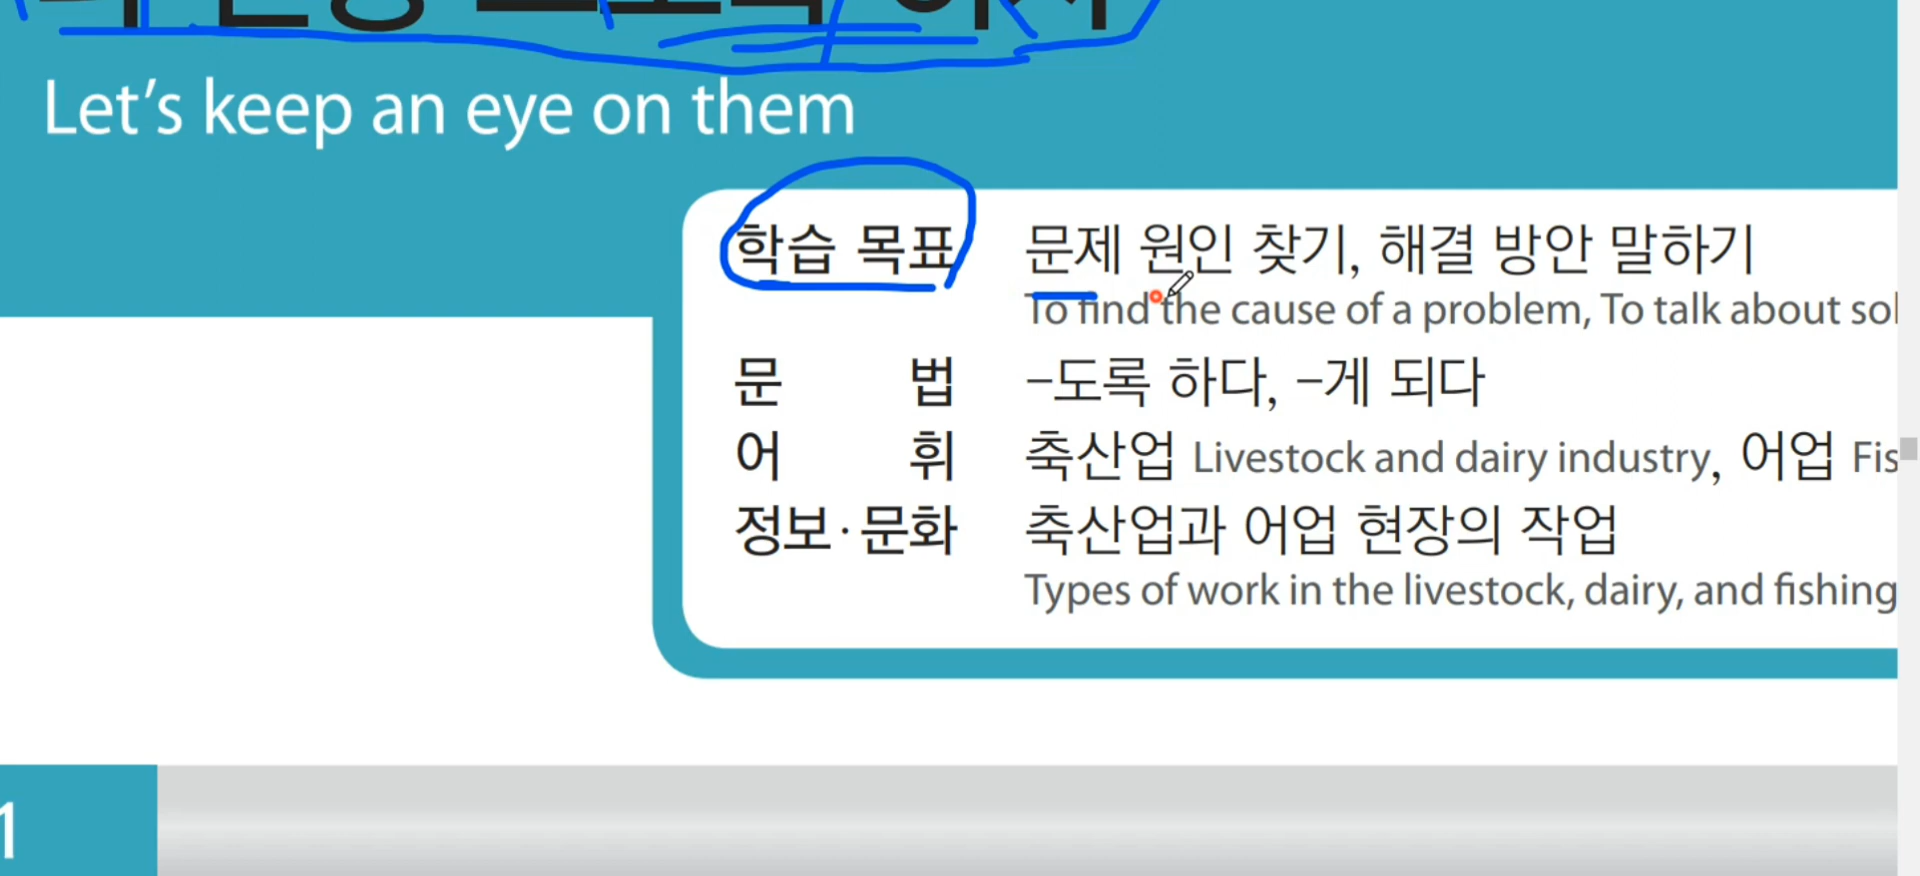 Let's keep an eye on them
학습 목표 문제 원인 찾기, 해결 방안 말하기
To find the cause of a problem, To talk about sol
문 법 –도록 하다, –게 되다
어 휘 축산업 Livestock and dairy industry, 어업 Fis
정보·문화 축산업과 어업 현장의 작업
Types of work in the livestock, dairy, and fishing
1